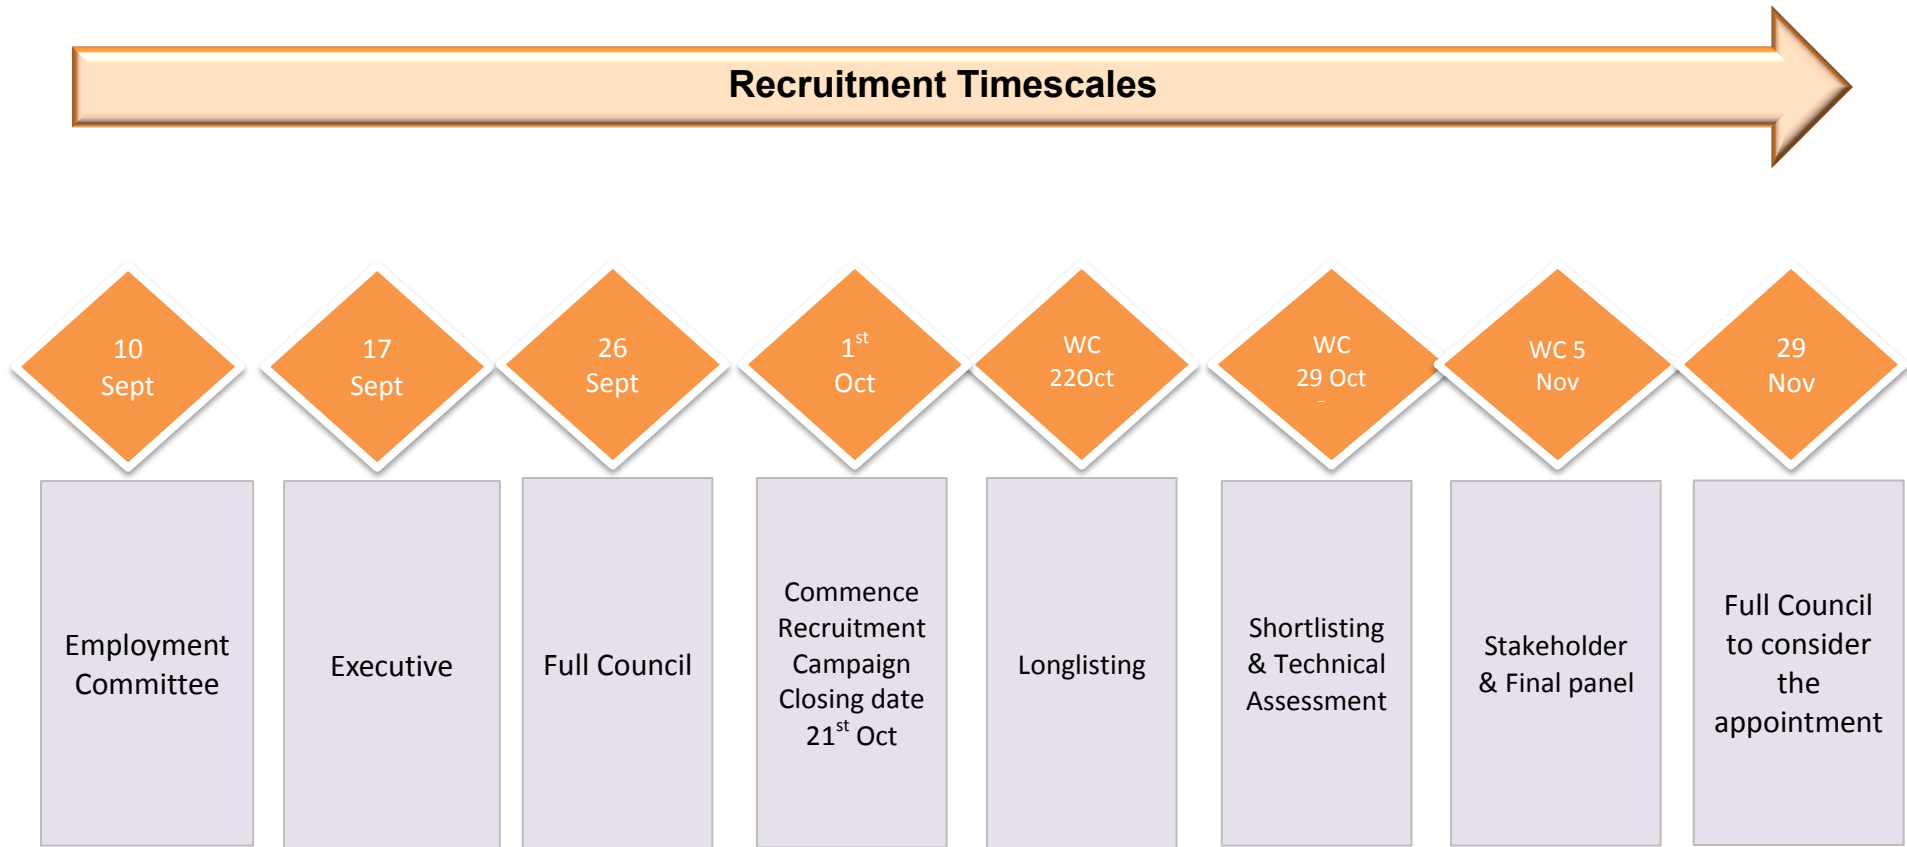 Recruitment Timescales
10
Sept
17
Sept
26
Sept
1st
Oct
WC
22Oct
WC
29 Oct
WC 5
Nov
29
Nov
Employment
Committee
Executive
Full Council
Commence
Recruitment
Campaign
Closing date
21st Oct
Longlisting
Shortlisting
& Technical
Assessment
Stakeholder
& Final panel
Full Council
to consider
the
appointment